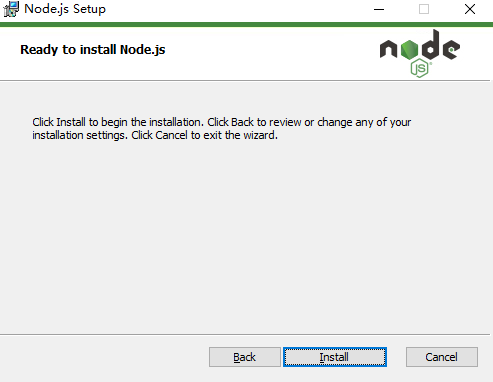 Node.js Setup
Ready to install Node.js
node
JS
Click Install to begin the installation. Click Back to review or change any of your
installation settings. Click Cancel to exit the wizard.
Back
Install
Cancel